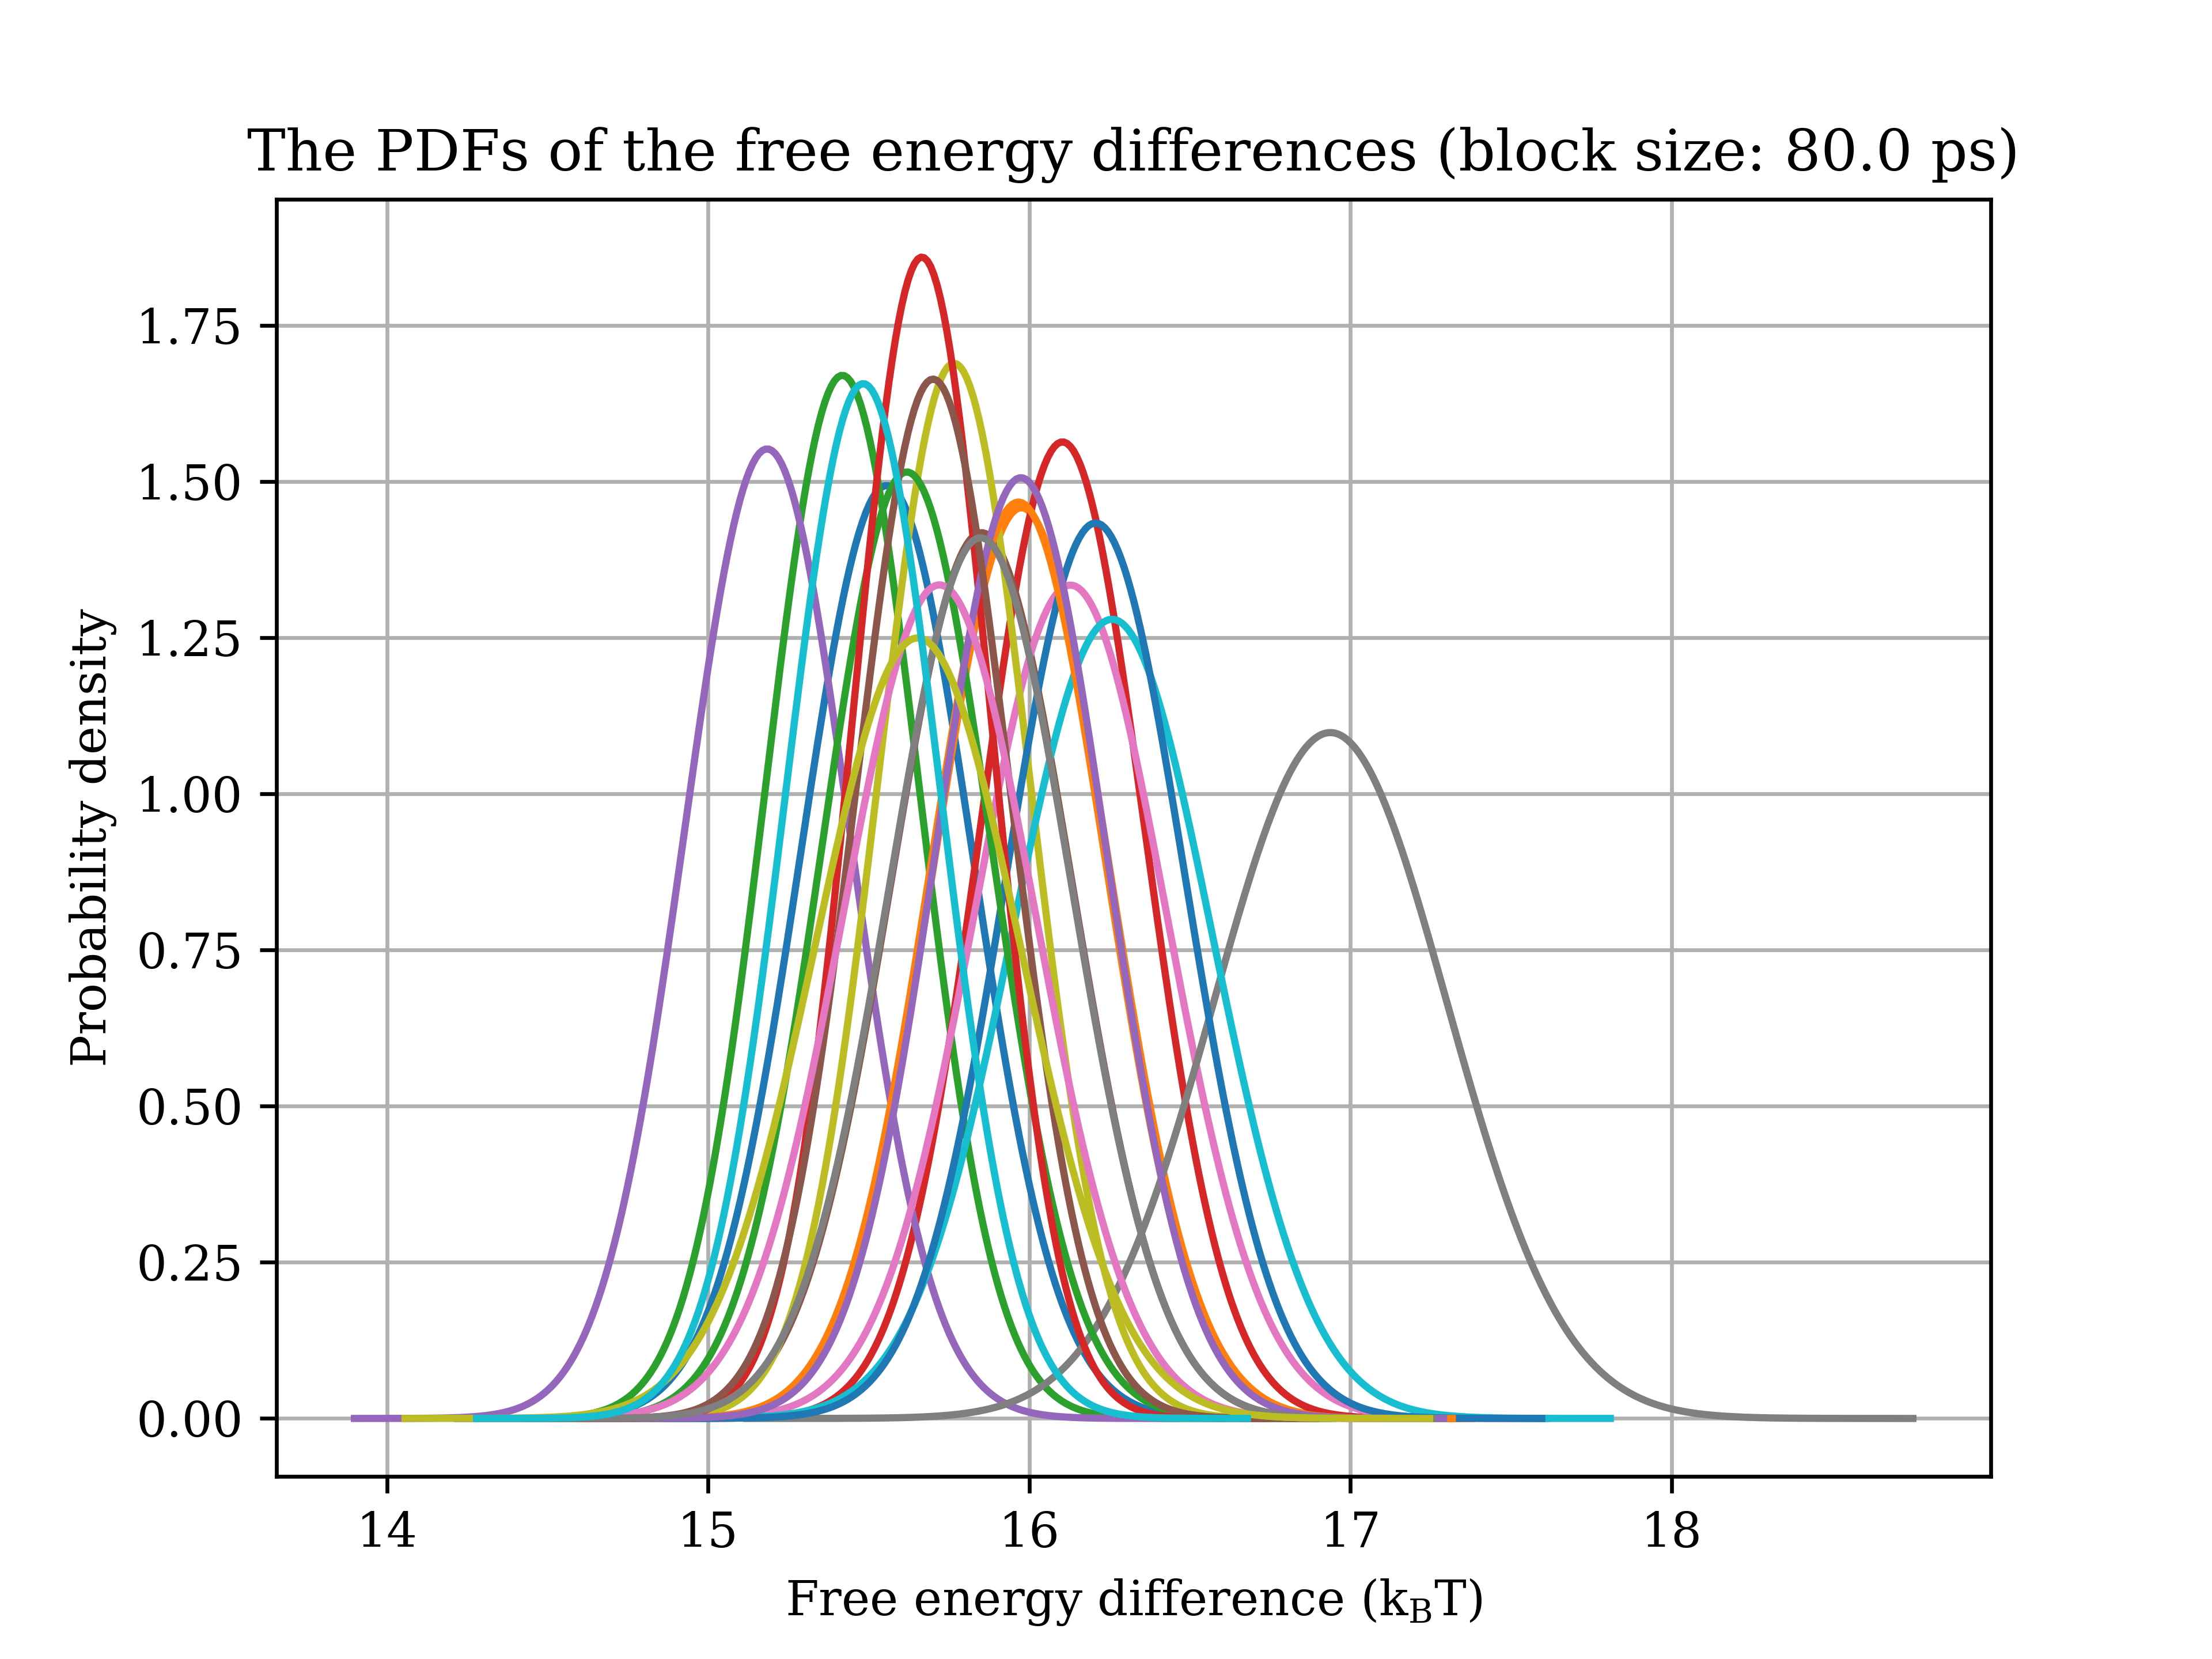 The PDFs of the free energy differences (block size: 80.0 ps)
1.75
1.50
1.25
1.00
0.75
0.50
0.25
0.00
Probability density
14 15 16 17 18
Free energy difference (k_BT)